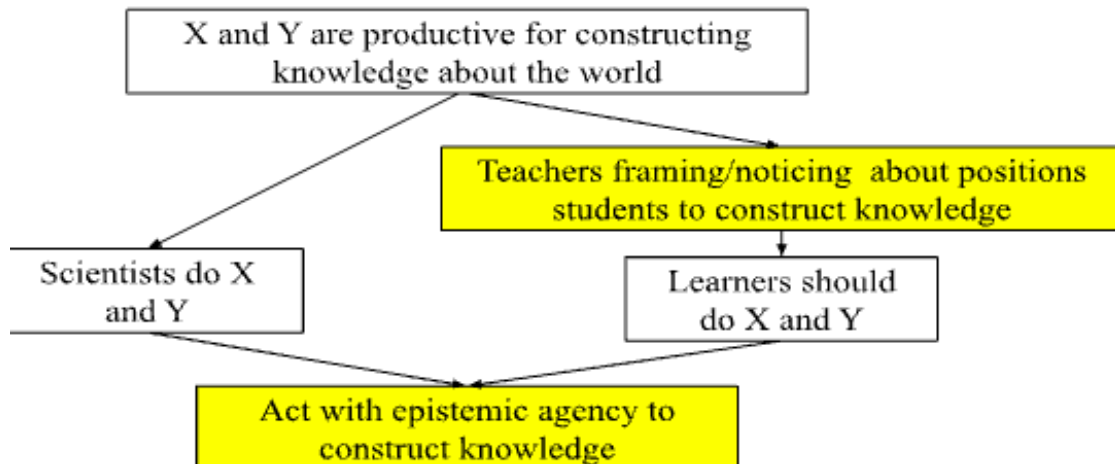 X and Y are productive for constructing
knowledge about the world
Teachers framing/noticing about positions
students to construct knowledge
Scientists do X
and Y
Learners should
do X and Y
Act with epistemic agency to
construct knowledge